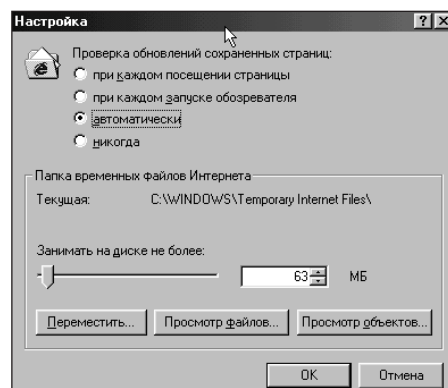 Настройка
Проверка обновлений сохраненных страниц:
при каждом посещении страницы
при каждом запуске обозревателя
автоматически
никогда
Папка временных файлов Интернета
Текущая: C:\WINDOWS\Temporary Internet Files\
Занимать на диске не более:
63 МБ
Переместить... Просмотр файлов... Просмотр объектов...
OK Отмена